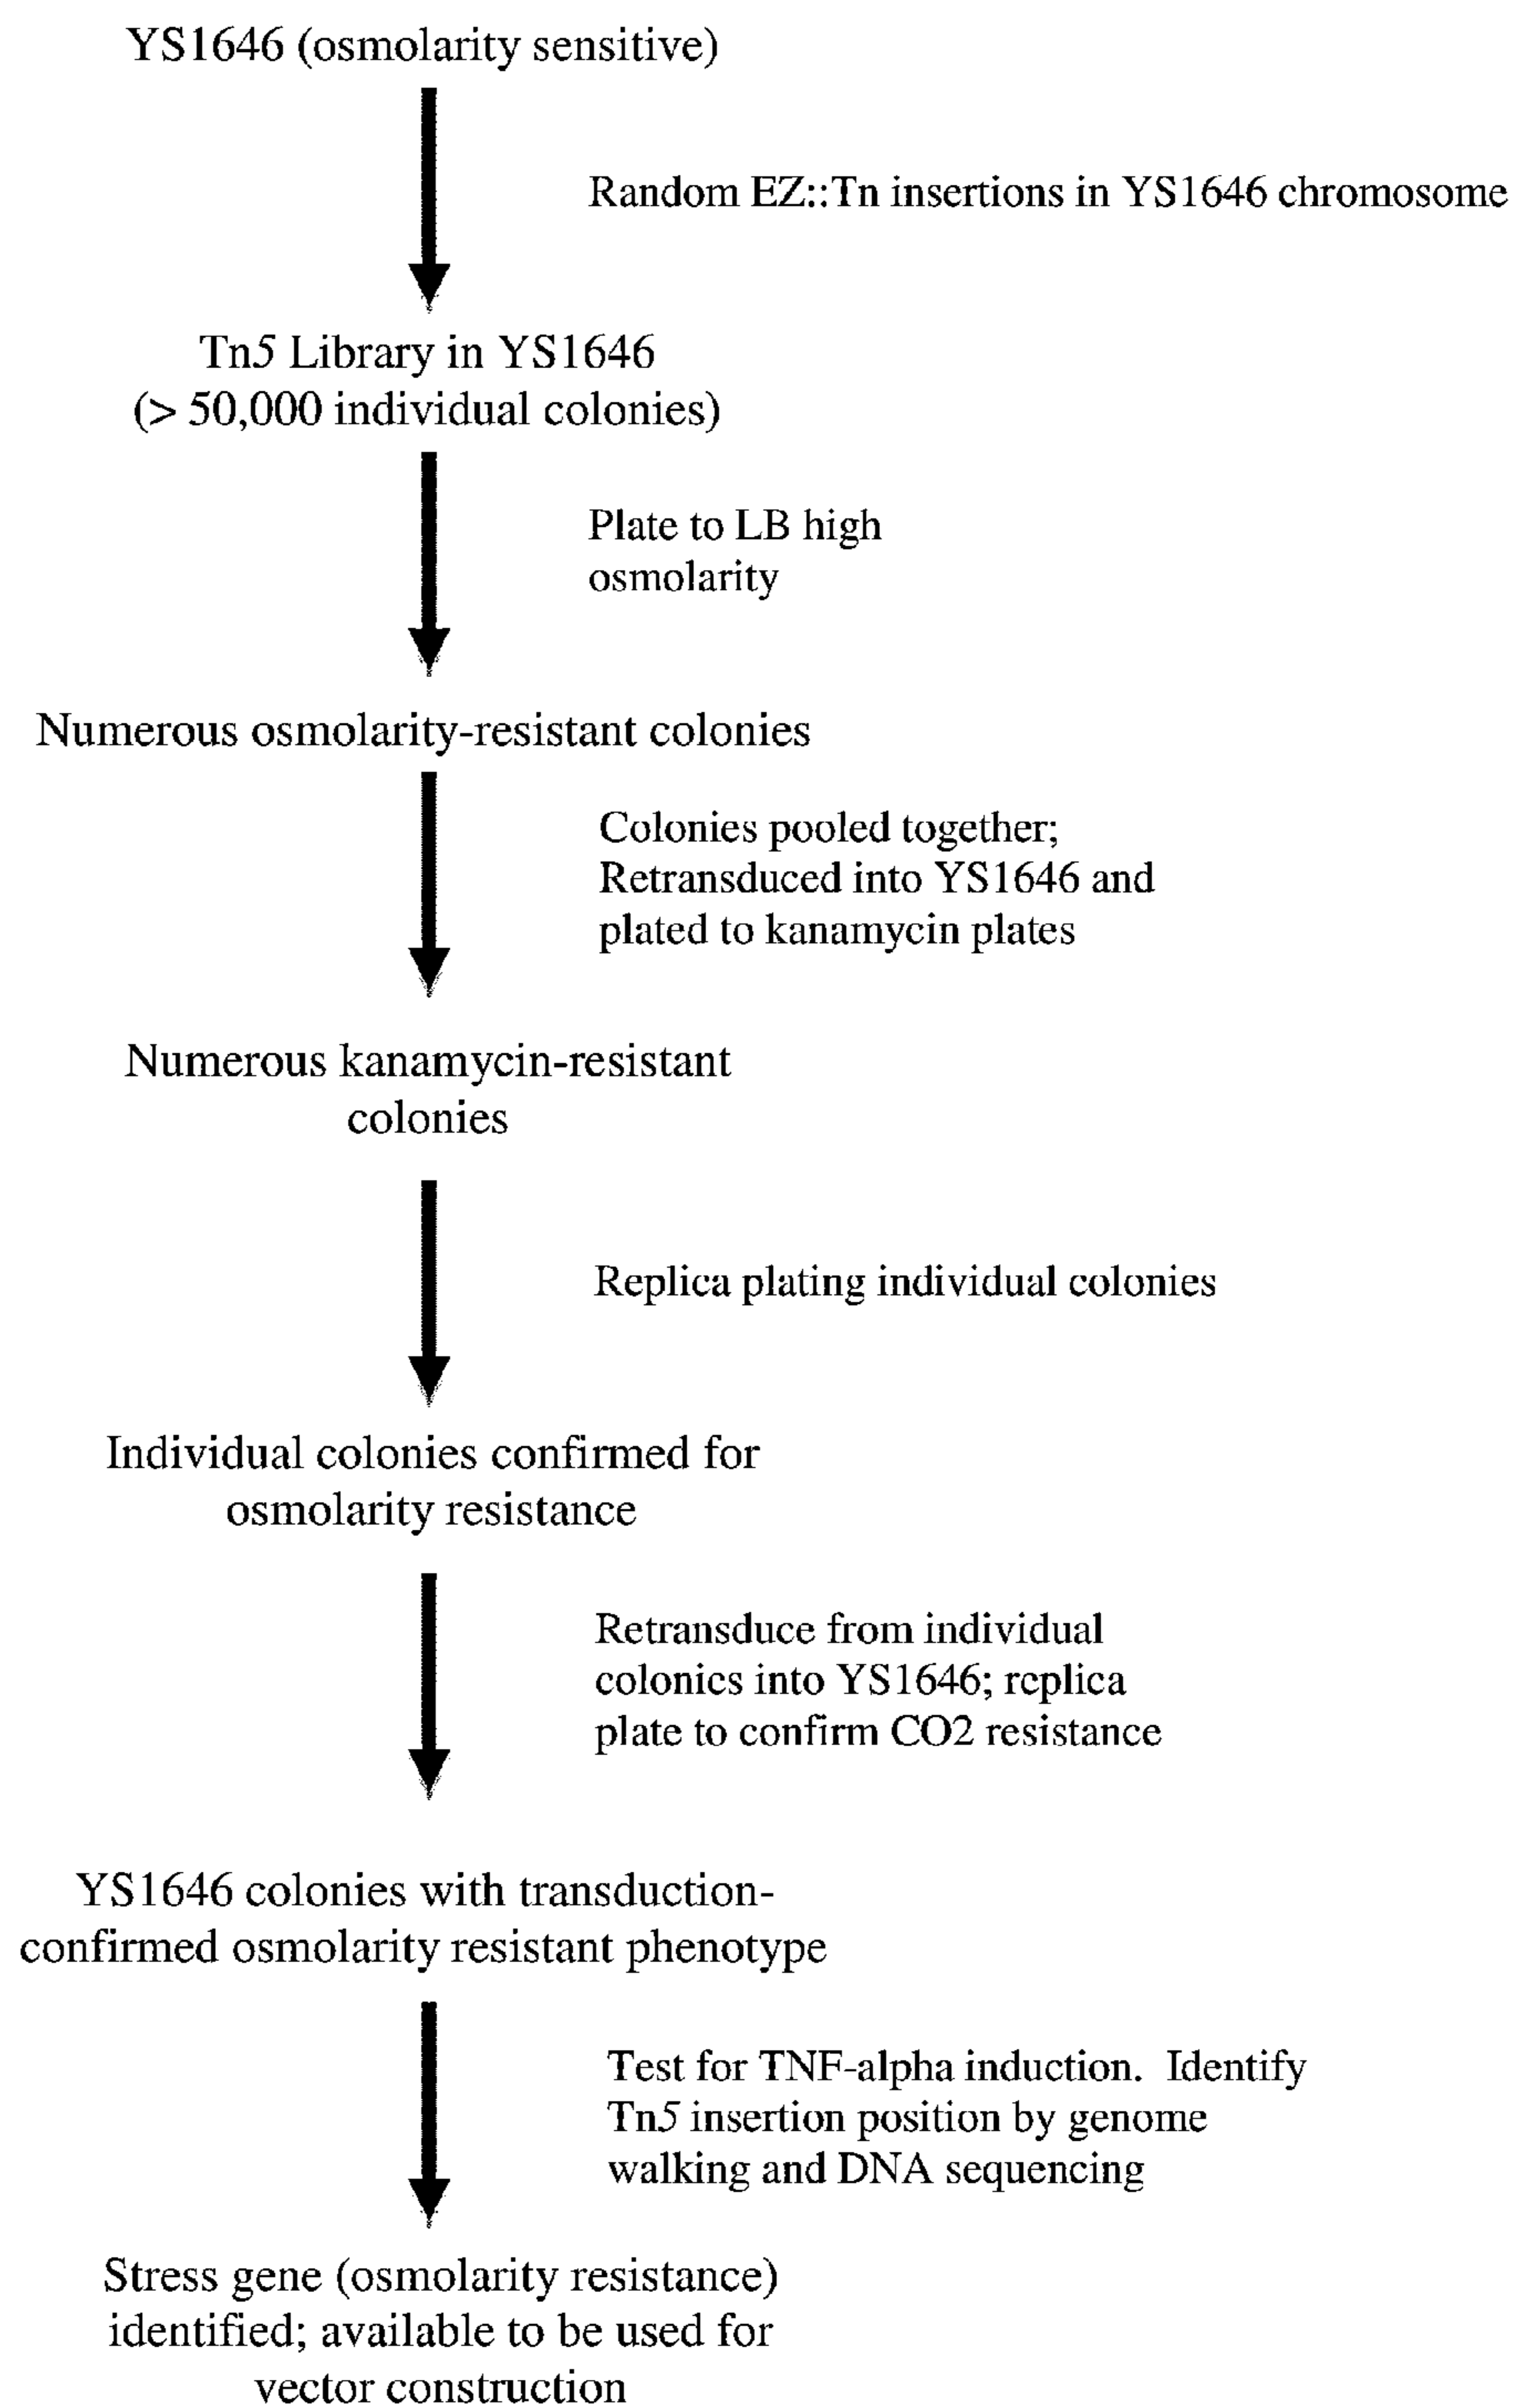 YS1646 (osmolarity sensitive)
Random EZ::Tn insertions in YS1646 chromosome
Tn5 Library in YS1646
(> 50,000 individual colonies)
Plate to LB high
osmolarity
Numerous osmolarity-resistant colonies
Colonies pooled together;
Retransduced into YS1646 and
plated to kanamycin plates
Numerous kanamycin-resistant
colonies
Replica plating individual colonies
Individual colonies confirmed for
osmolarity resistance
Retransduce from individual
colonies into YS1646; replica
plate to confirm CO2 resistance
YS1646 colonies with transduction-
confirmed osmolarity resistant phenotype
Test for TNF-alpha induction.  Identify
Tn5 insertion position by genome
walking and DNA sequencing
Stress gene (osmolarity resistance)
identified; available to be used for
vector construction